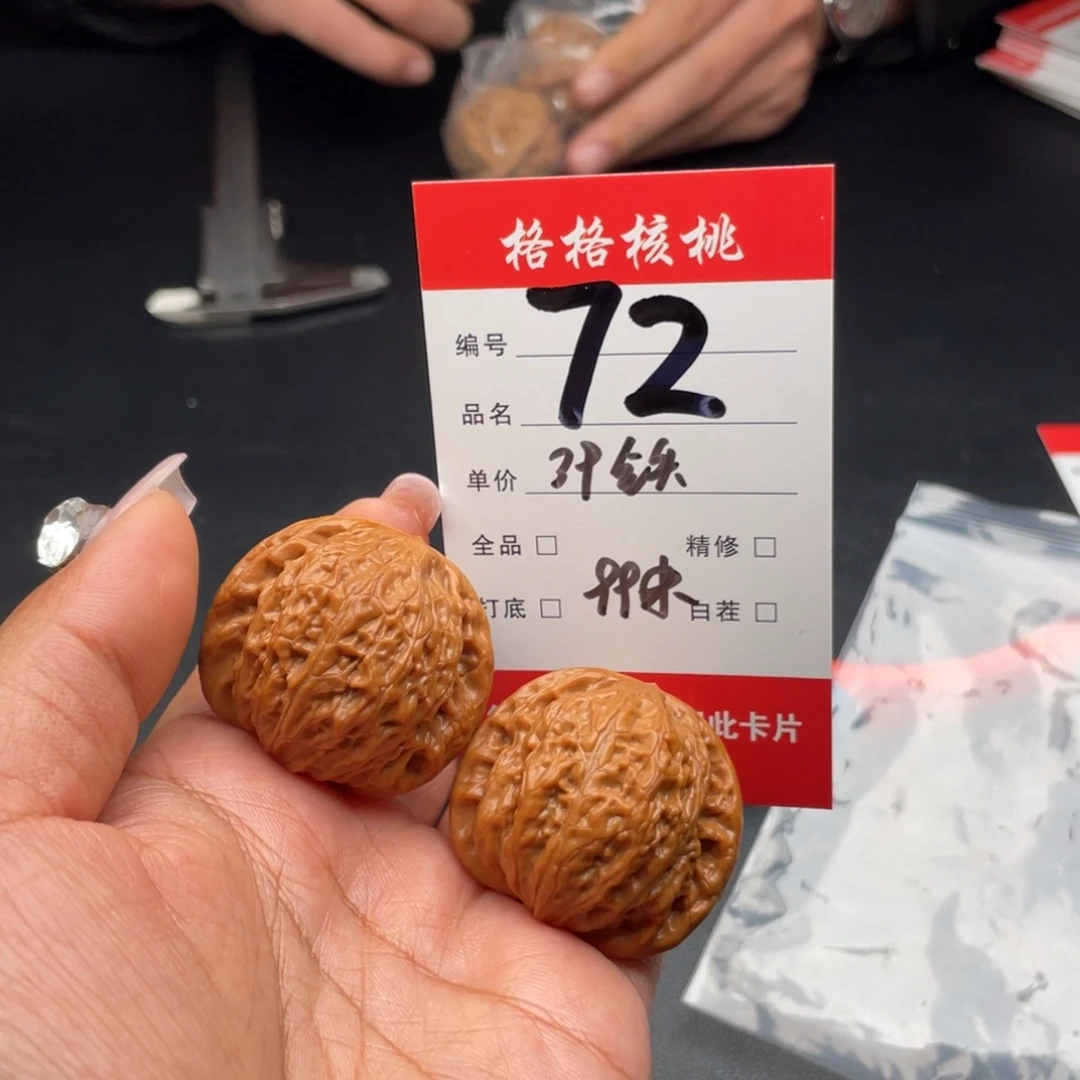 格格核桃
编号 72
品名
单价
全品 □ 精修 □
打底 □ 白茬 □
此卡片